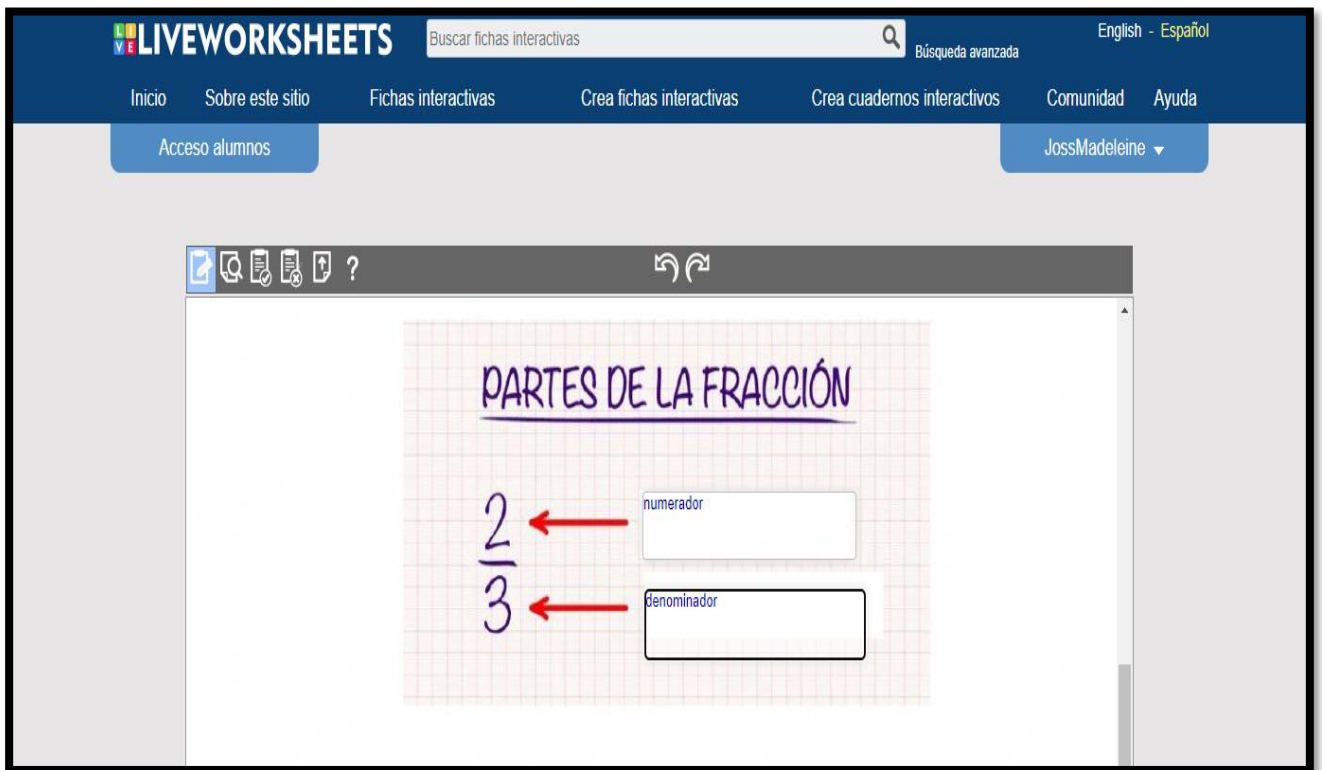 LIVE LIVEWORKSHEETS
Buscar fichas interactivas
Búsqueda avanzada
English - Español
Inicio Sobre este sitio Fichas interactivas Crea fichas interactivas Crea cuadernos interactivos Comunidad Ayuda
Acceso alumnos
JossMadeleine
?
PARTES DE LA FRACCIÓN
2
numerador
3
denominador